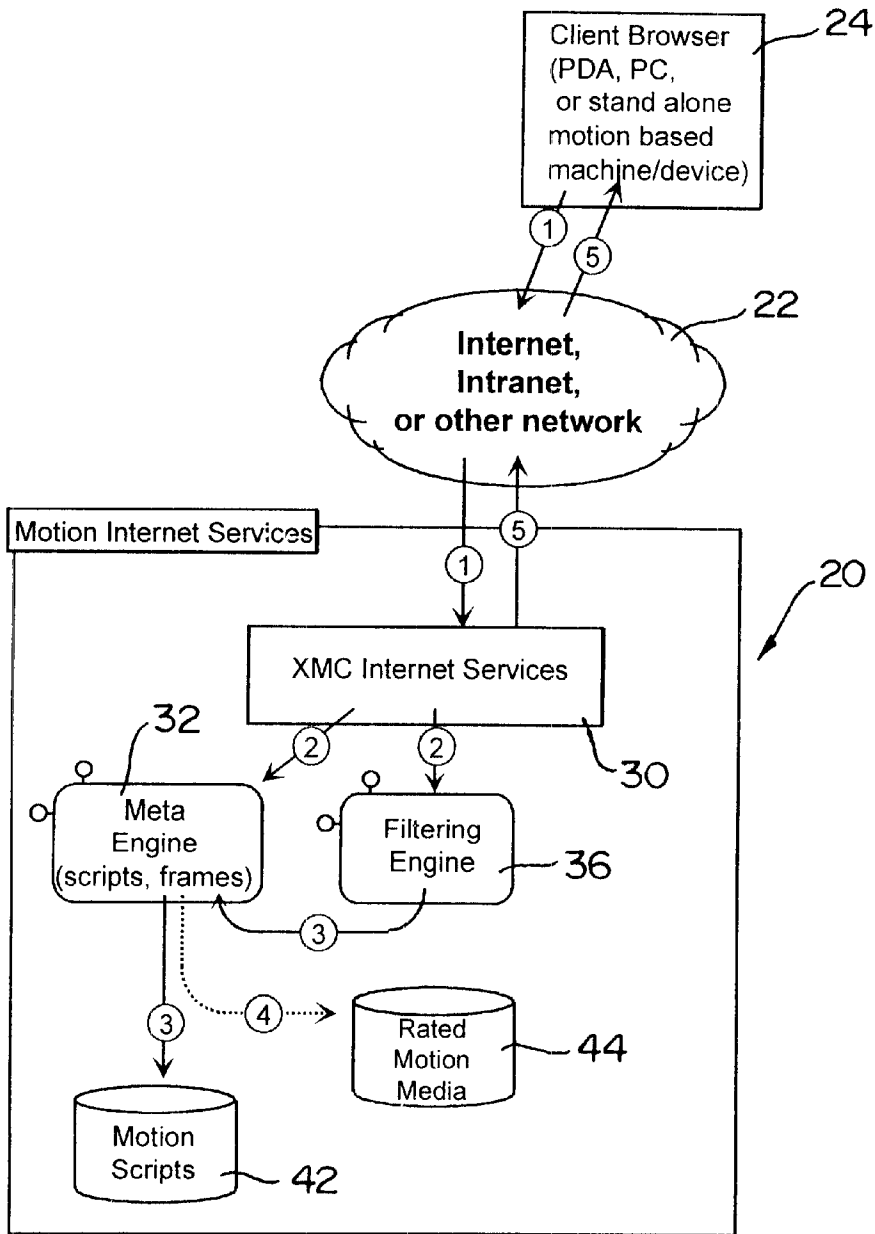 24
Client Browser
(PDA, PC,
or stand alone
motion based
machine/device)
1
5
22
Internet,
Intranet,
or other network
Motion Internet Services
5
1
20
XMC Internet Services
30
32
2
2
Meta
Engine
(scripts, frames)
Filtering
Engine
36
3
3
4
Rated
Motion
Media
44
Motion
Scripts
42